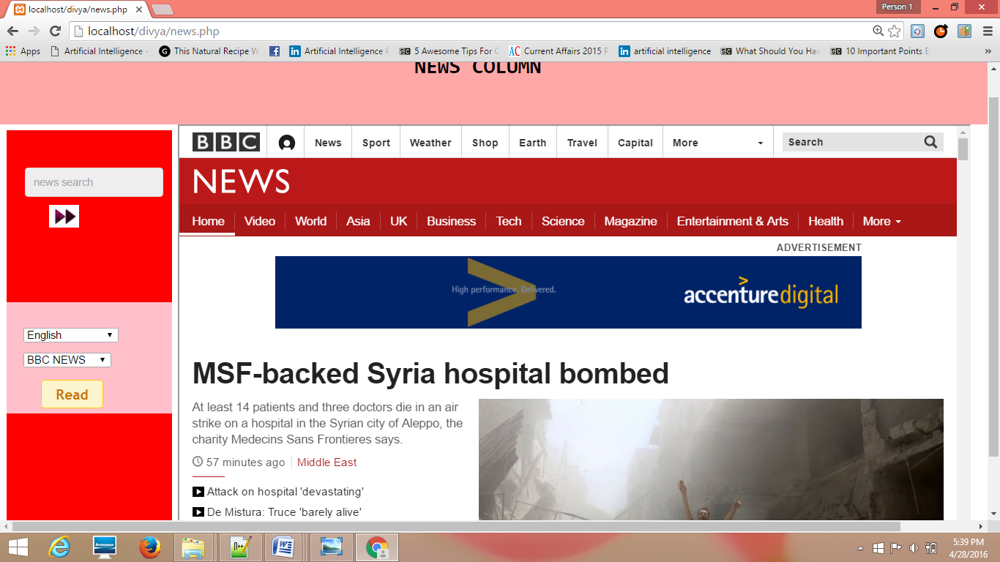 localhost/divya/news.php
Person 1
localhost/divya/news.php
Apps Artificial Intelligence - This Natural Recipe W Artificial Intelligence 5 Awesome Tips For Current Affairs 2015 P artificial intelligence What Should You Hav 10 Important Points
NEWS COLUMN
news search
English
BBC NEWS
Read
BBC News Sport Weather Shop Earth Travel Capital More Search
NEWS
Home Video World Asia UK Business Tech Science Magazine Entertainment & Arts Health More
ADVERTISEMENT
High performance. Delivered.
accenturedigital
MSF-backed Syria hospital bombed
At least 14 patients and three doctors die in an air
strike on a hospital in the Syrian city of Aleppo, the
charity Medecins Sans Frontieres says.
57 minutes ago Middle East
Attack on hospital 'devastating'
De Mistura: Truce 'barely alive'
lenovo
5:39 PM
4/28/2016